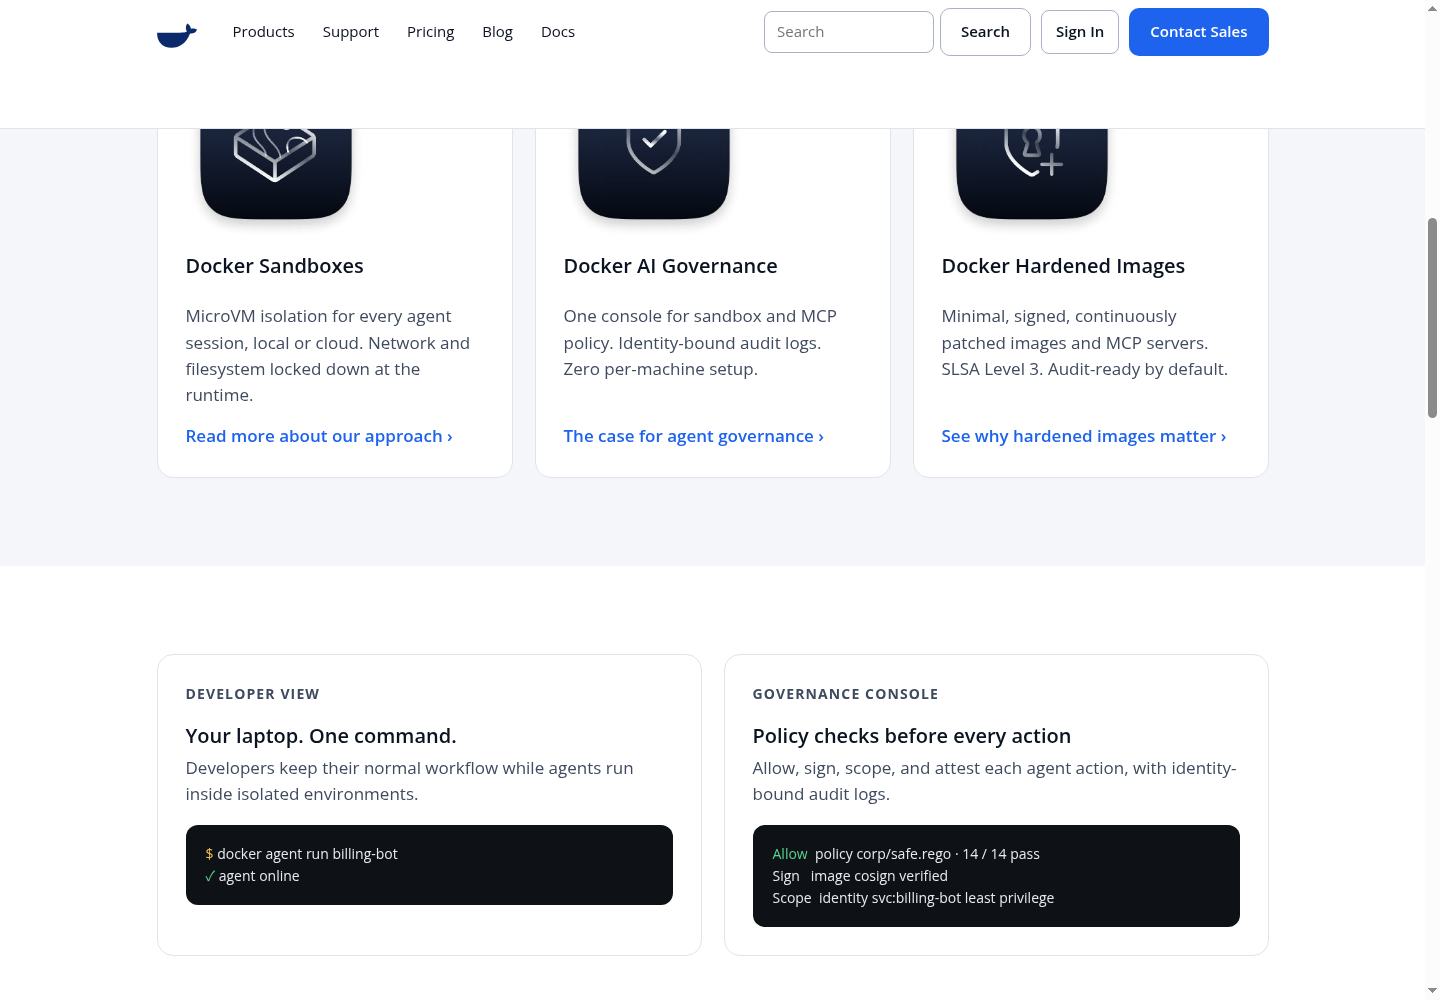 Products
Support
Pricing
Blog
Docs
Search
Search
Sign In
Contact Sales
Docker Sandboxes
MicroVM isolation for every agent
session, local or cloud. Network and
filesystem locked down at the
runtime.
Read more about our approach ›
Docker AI Governance
One console for sandbox and MCP
policy. Identity-bound audit logs.
Zero per-machine setup.
The case for agent governance ›
Docker Hardened Images
Minimal, signed, continuously
patched images and MCP servers.
SLSA Level 3. Audit-ready by default.
See why hardened images matter ›
DEVELOPER VIEW
Your laptop. One command.
Developers keep their normal workflow while agents run
inside isolated environments.
$ docker agent run billing-bot
✓ agent online
GOVERNANCE CONSOLE
Policy checks before every action
Allow, sign, scope, and attest each agent action, with identity-
bound audit logs.
Allow policy corp/safe.rego · 14 / 14 pass
Sign image cosign verified
Scope identity svc:billing-bot least privilege